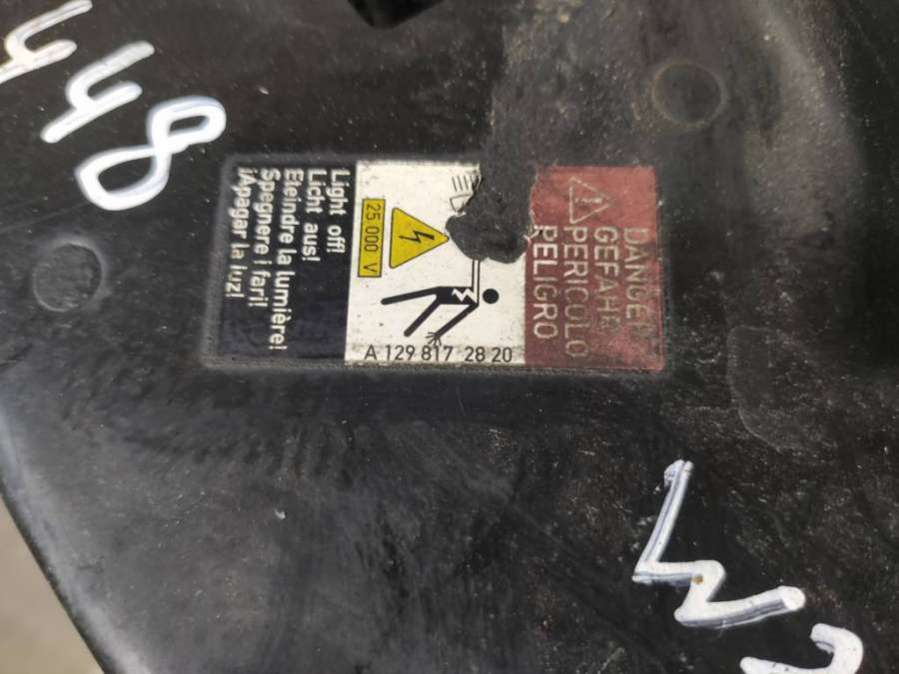 448
DANGER
GEFAHR
PERICOLO
PELIGRO
25 000 V
A 129 817 28 20
Light off!
Licht aus!
Eteindre la lumière!
Spegnere i fari!
¡Apagar la luz!